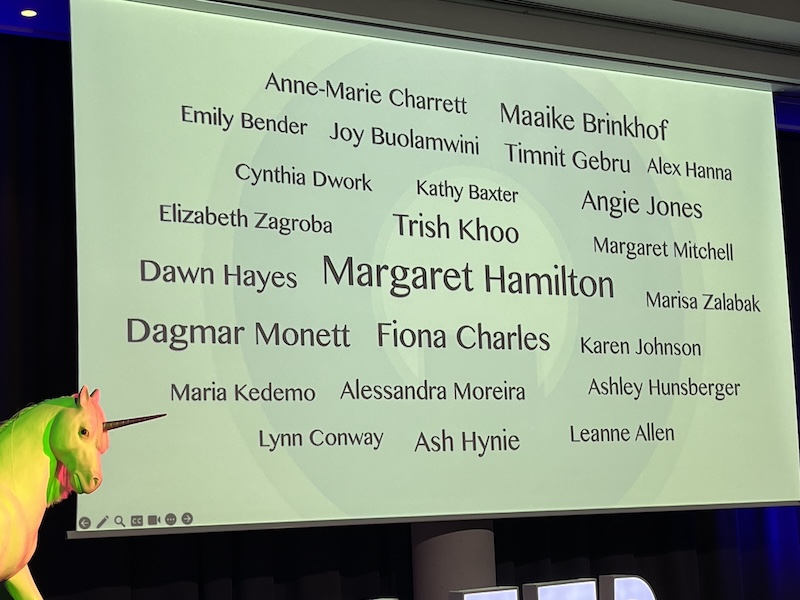 Anne-Marie Charrett Maaike Brinkhof
Emily Bender Joy Buolamwini Timnit Gebru Alex Hanna
Cynthia Dwork Kathy Baxter Angie Jones
Elizabeth Zagroba Trish Khoo Margaret Mitchell
Dawn Hayes Margaret Hamilton Marisa Zalabak
Dagmar Monett Fiona Charles Karen Johnson
Maria Kedemo Alessandra Moreira Ashley Hunsberger
Lynn Conway Ash Hynie Leanne Allen